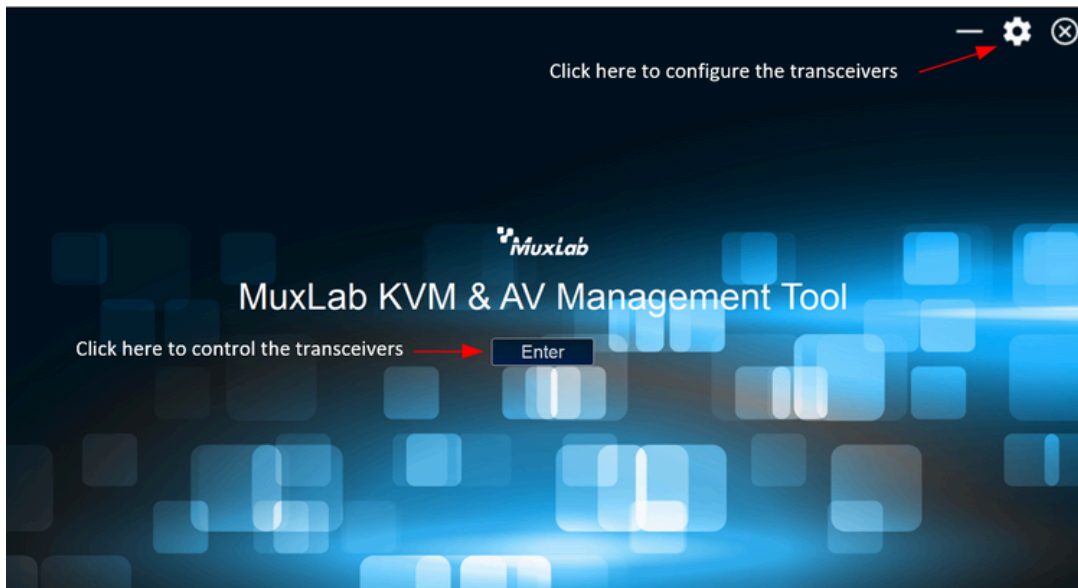 Click here to configure the transceivers
MuxLab
MuxLab KVM & AV Management Tool
Click here to control the transceivers
Enter